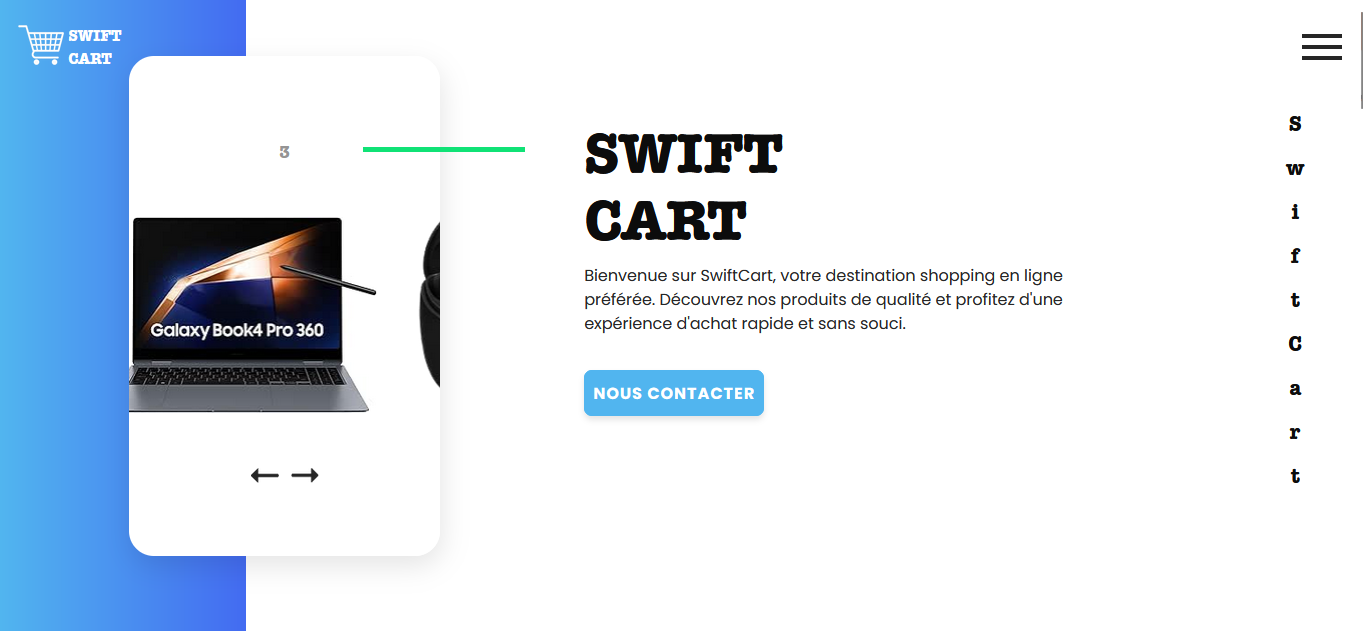 SWIFT
CART
3
Galaxy Book4 Pro 360
SWIFT
CART
Bienvenue sur SwiftCart, votre destination shopping en ligne
préférée. Découvrez nos produits de qualité et profitez d'une
expérience d'achat rapide et sans souci.
NOUS CONTACTER
S
w
i
f
t
C
a
r
t